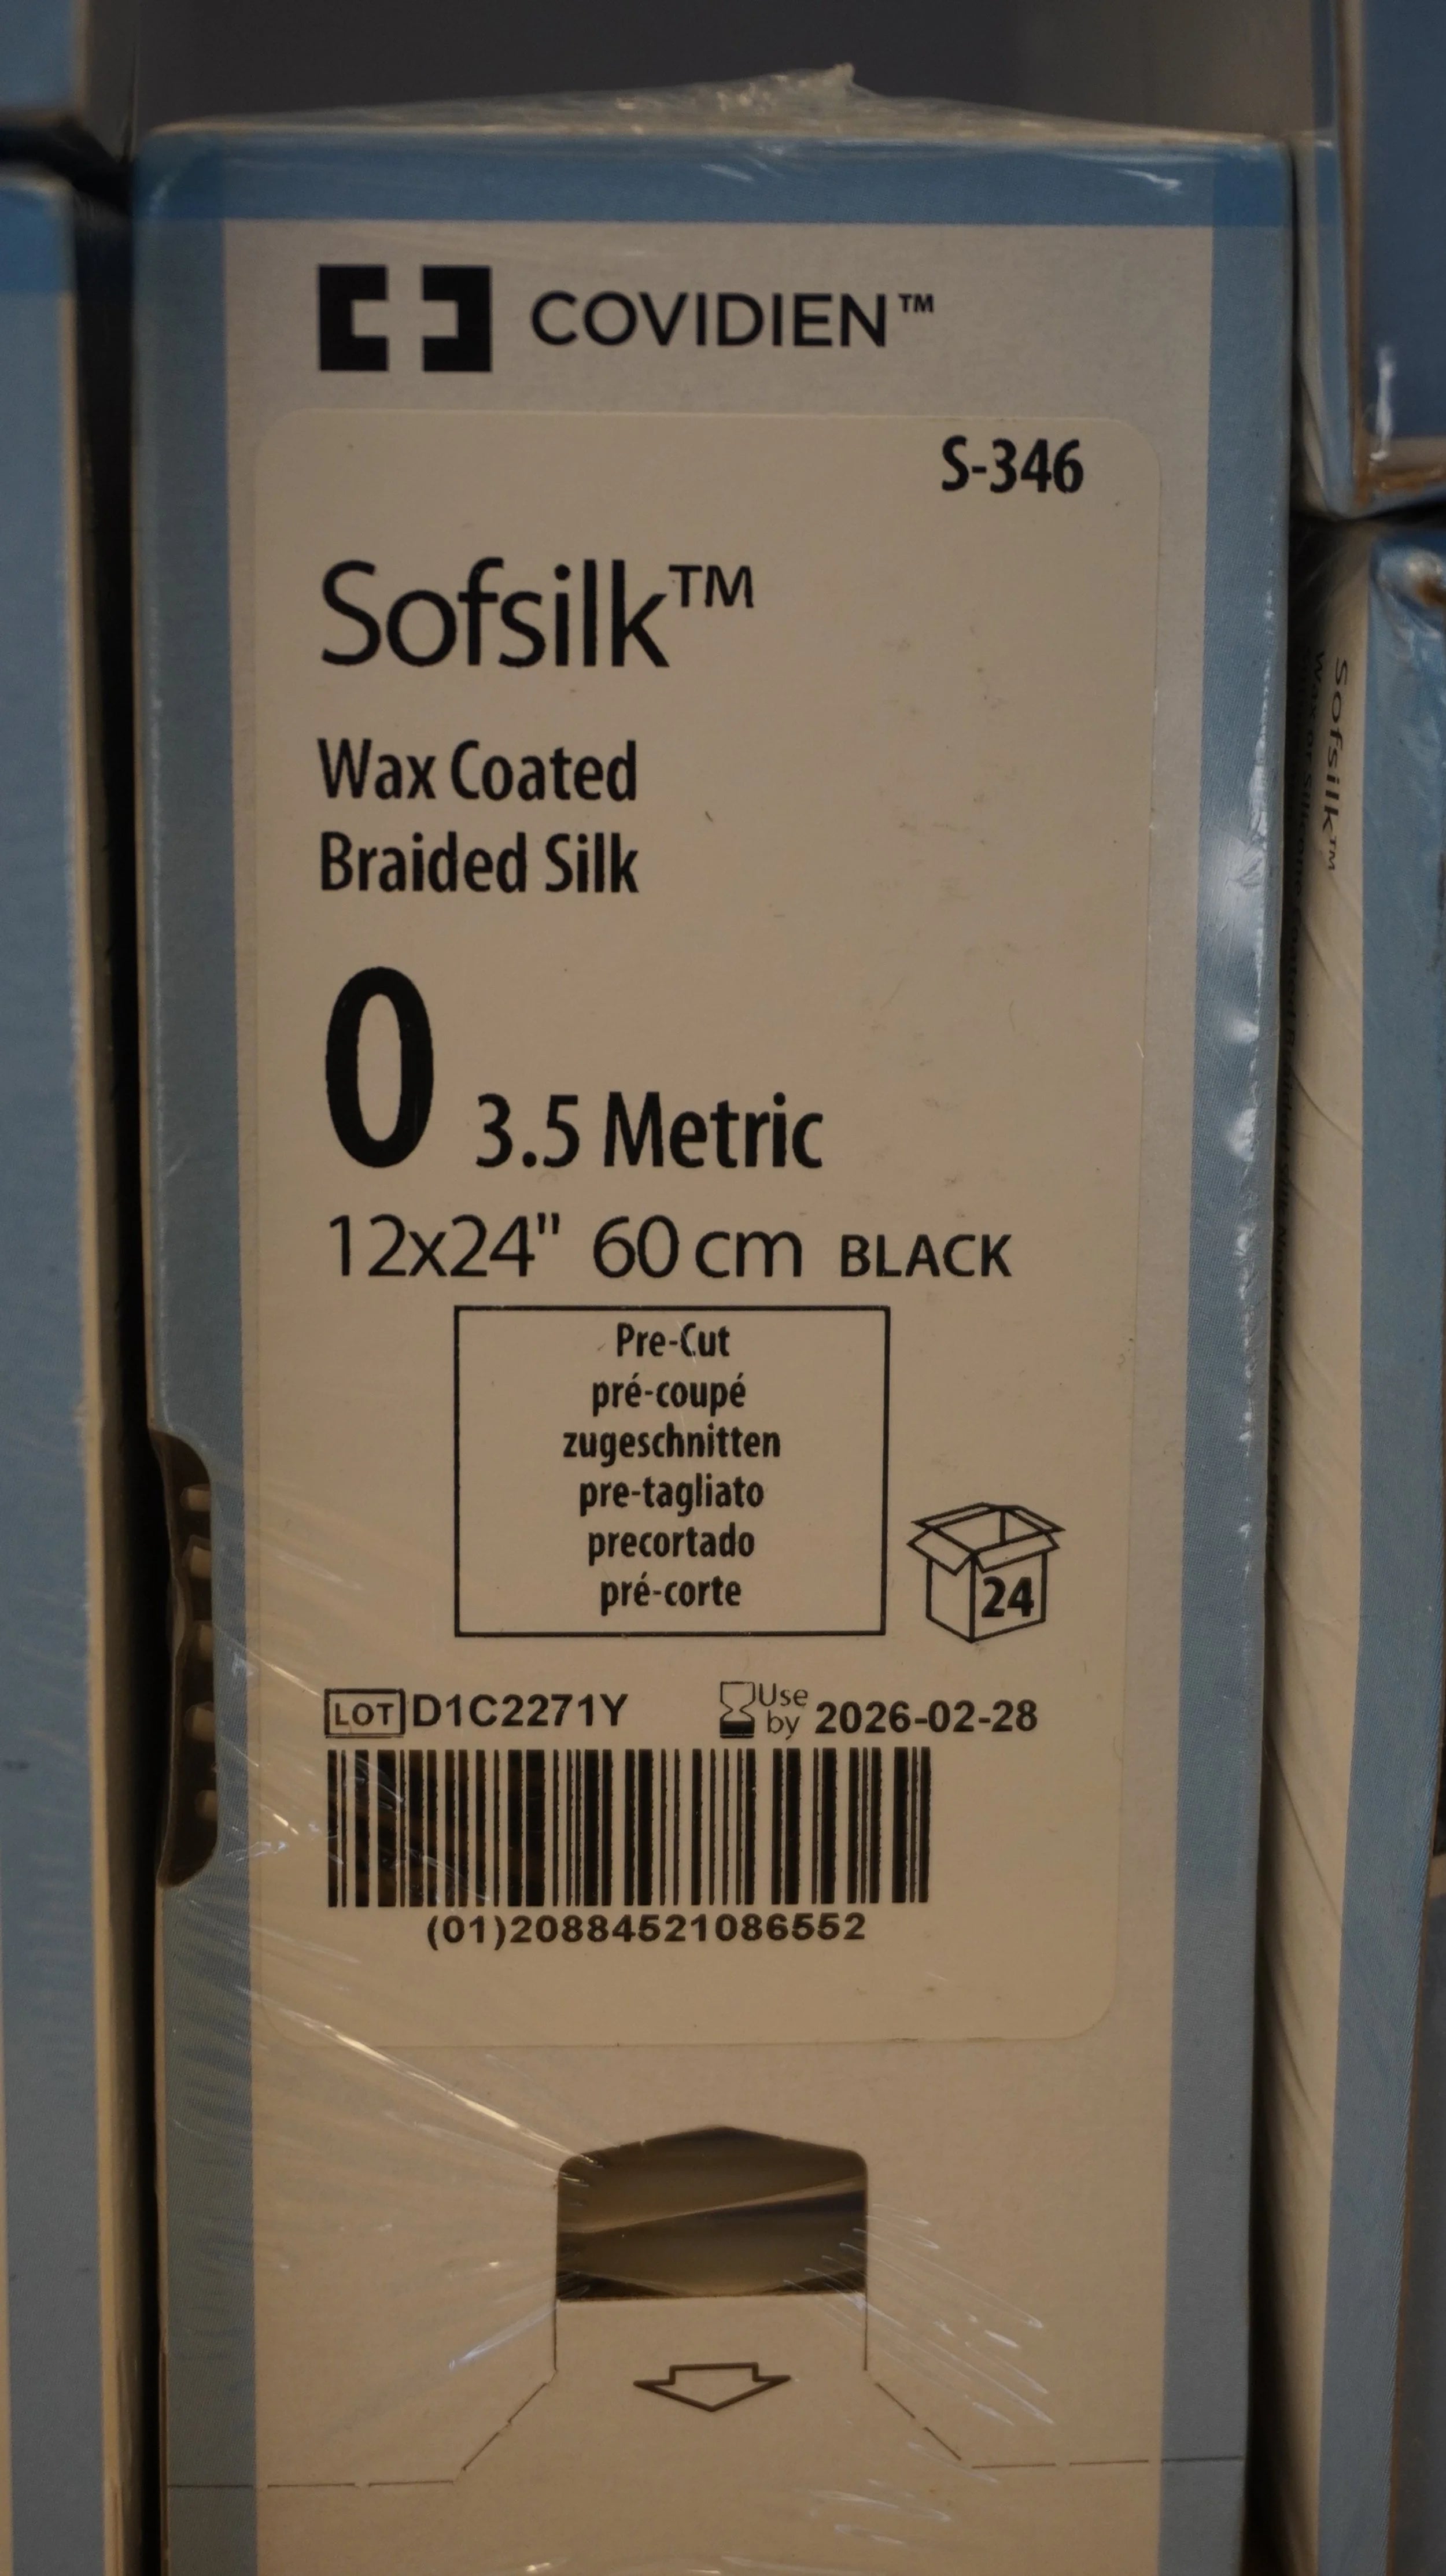 COVIDIEN™
S-346
Sofsilk™
Wax Coated
Braided Silk
0 3.5 Metric
12x24" 60 cm BLACK
Pre-Cut
pré-coupé
zugeschnitten
pre-tagliato
precortado
pré-corte
24
LOT D1C2271Y
Use by 2026-02-28
(01)20884521086552
Sofsilk™